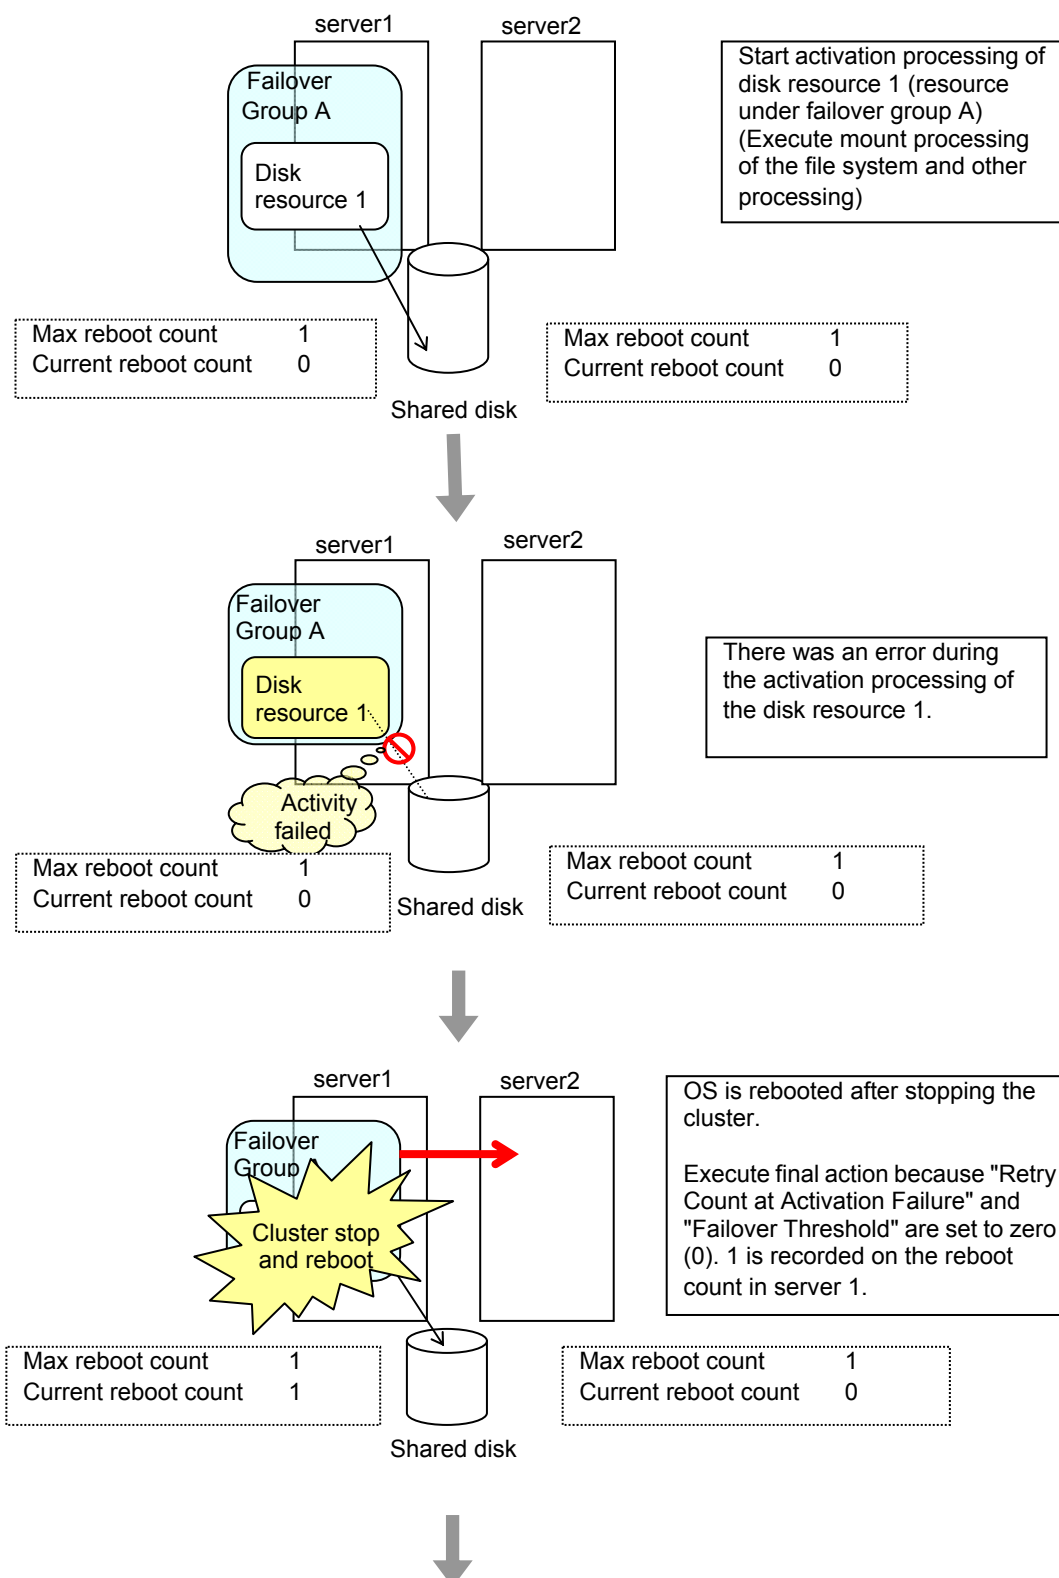 server1
server2
Failover
Group A
Disk
resource 1
Start activation processing of
disk resource 1 (resource
under failover group A)
(Execute mount processing
of the file system and other
processing)
Max reboot count 1
Current reboot count 0
Max reboot count 1
Current reboot count 0
Shared disk
server1
server2
Failover
Group A
Disk
resource 1
Activity
failed
There was an error during
the activation processing of
the disk resource 1.
Max reboot count 1
Current reboot count 0
Max reboot count 1
Current reboot count 0
Shared disk
server1
server2
Failover
Group
Cluster stop
and reboot
OS is rebooted after stopping the
cluster.
Execute final action because "Retry
Count at Activation Failure" and
"Failover Threshold" are set to zero
(0). 1 is recorded on the reboot
count in server 1.
Max reboot count 1
Current reboot count 1
Max reboot count 1
Current reboot count 0
Shared disk